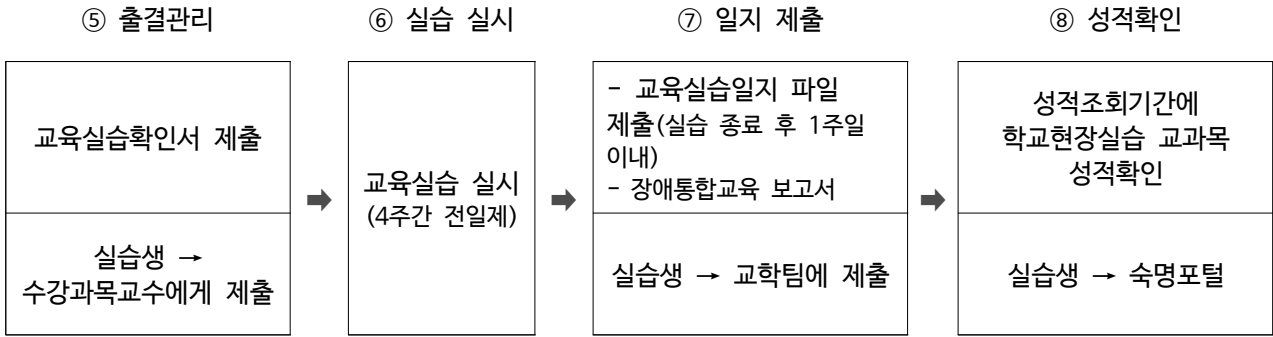 ⑤ 출결관리
⑥ 실습 실시
⑦ 일지 제출
⑧ 성적확인
교육실습확인서 제출
실습생 →
수강과목교수에게 제출
➡
교육실습 실시
(4주간 전일제)
➡
- 교육실습일지 파일
제출(실습 종료 후 1주일
이내)
- 장애통합교육 보고서
실습생 → 교학팀에 제출
➡
성적조회기간에
학교현장실습 교과목
성적확인
실습생 → 숙명포털